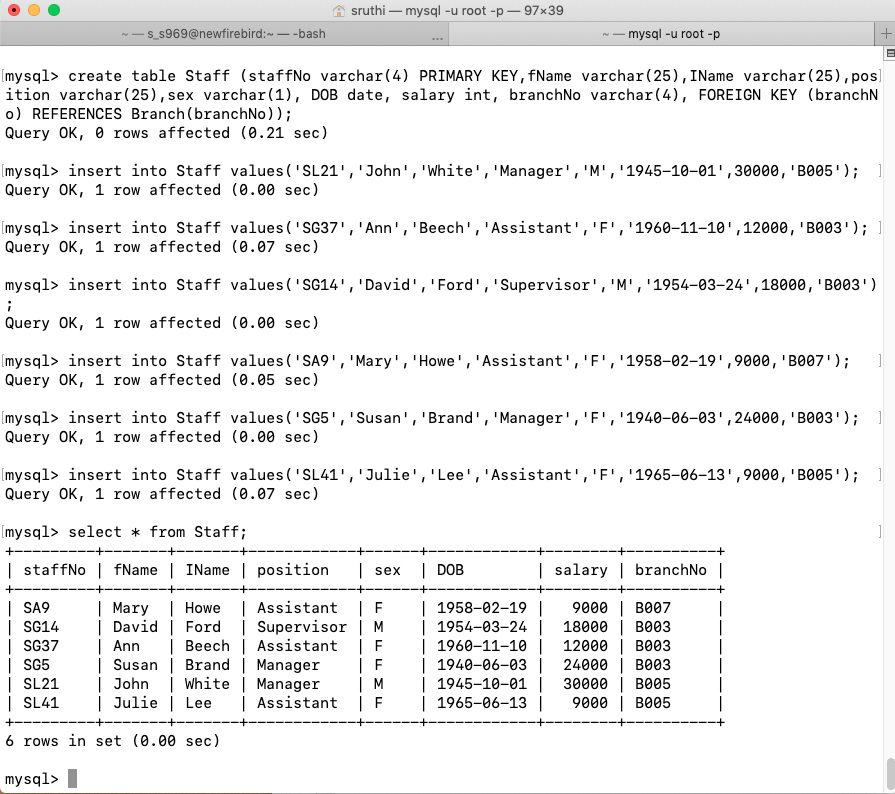 sruthi — mysql -u root -p — 97×39
~ — s_s969@newfirebird:~ — -bash ...
~ — mysql -u root -p +
[mysql> create table Staff (staffNo varchar(4) PRIMARY KEY,fName varchar(25),IName varchar(25),pos]
ition varchar(25),sex varchar(1), DOB date, salary int, branchNo varchar(4), FOREIGN KEY (branchN
o) REFERENCES Branch(branchNo));
Query OK, 0 rows affected (0.21 sec)
[mysql> insert into Staff values('SL21','John','White','Manager','M','1945-10-01',30000,'B005'); ]
Query OK, 1 row affected (0.00 sec)
[mysql> insert into Staff values('SG37','Ann','Beech','Assistant','F','1960-11-10',12000,'B003'); ]
Query OK, 1 row affected (0.07 sec)
mysql> insert into Staff values('SG14','David','Ford','Supervisor','M','1954-03-24',18000,'B003')
;
Query OK, 1 row affected (0.00 sec)
[mysql> insert into Staff values('SA9','Mary','Howe','Assistant','F','1958-02-19',9000,'B007'); ]
Query OK, 1 row affected (0.05 sec)
[mysql> insert into Staff values('SG5','Susan','Brand','Manager','F','1940-06-03',24000,'B003'); ]
Query OK, 1 row affected (0.00 sec)
[mysql> insert into Staff values('SL41','Julie','Lee','Assistant','F','1965-06-13',9000,'B005'); ]
Query OK, 1 row affected (0.07 sec)
[mysql> select * from Staff; ]
+---------+-------+-------+------------+------+------------+--------+----------+
| staffNo | fName | IName | position   | sex  | DOB        | salary | branchNo |
+---------+-------+-------+------------+------+------------+--------+----------+
| SA9     | Mary  | Howe  | Assistant  | F    | 1958-02-19 |   9000 | B007     |
| SG14    | David | Ford  | Supervisor | M    | 1954-03-24 |  18000 | B003     |
| SG37    | Ann   | Beech | Assistant  | F    | 1960-11-10 |  12000 | B003     |
| SG5     | Susan | Brand | Manager    | F    | 1940-06-03 |  24000 | B003     |
| SL21    | John  | White | Manager    | M    | 1945-10-01 |  30000 | B005     |
| SL41    | Julie | Lee   | Assistant  | F    | 1965-06-13 |   9000 | B005     |
+---------+-------+-------+------------+------+------------+--------+----------+
6 rows in set (0.00 sec)
mysql>